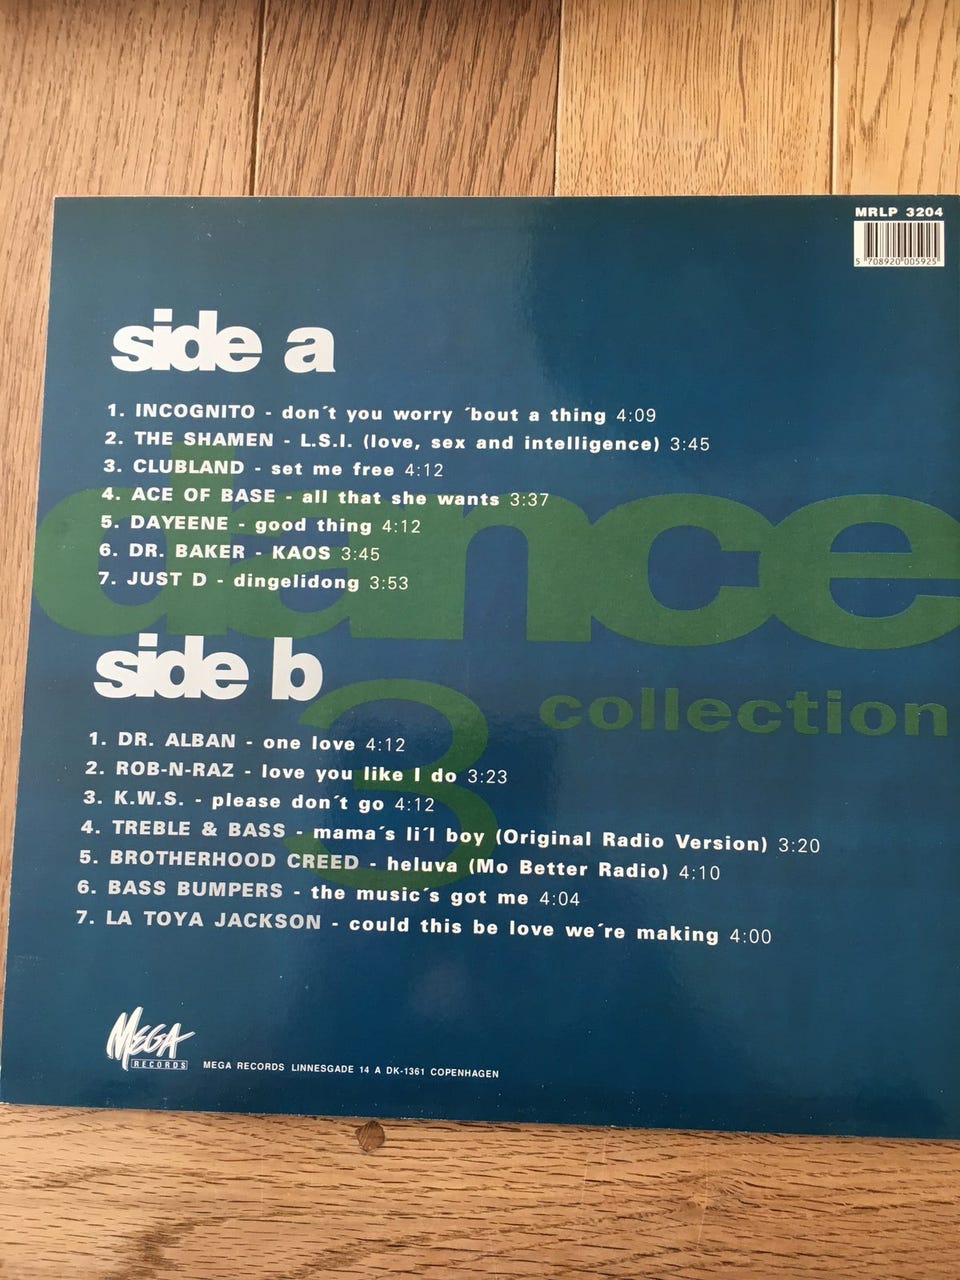 MRLP 3204
5 708920 005925
side a
1. INCOGNITO - don´t you worry ´bout a thing 4:09
2. THE SHAMEN - L.S.I. (love, sex and intelligence) 3:45
3. CLUBLAND - set me free 4:12
4. ACE OF BASE - all that she wants 3:37
5. DAYEENE - good thing 4:12
6. DR. BAKER - KAOS 3:45
7. JUST D - dingelidong 3:53
dance
collection
3
side b
1. DR. ALBAN - one love 4:12
2. ROB-N-RAZ - love you like I do 3:23
3. K.W.S. - please don´t go 4:12
4. TREBLE & BASS - mama´s li´l boy (Original Radio Version) 3:20
5. BROTHERHOOD CREED - heluva (Mo Better Radio) 4:10
6. BASS BUMPERS - the music´s got me 4:04
7. LA TOYA JACKSON - could this be love we´re making 4:00
MEGA
RECORDS
MEGA RECORDS LINNESGADE 14 A DK-1361 COPENHAGEN